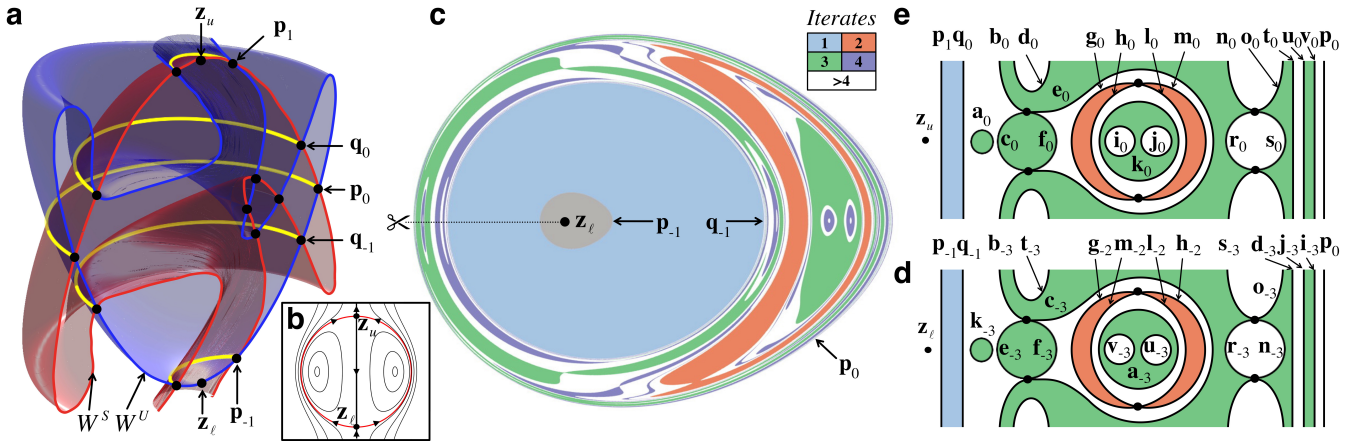 a
z_u
p_1
q_0
p_0
q_-1
W^S W^U
z_ℓ
p_-1
b
z_u
z_ℓ
c
Iterates
1 2
3 4
>4
z_ℓ
p_-1
q_-1
p_0
e
p_1 q_0 b_0 d_0 g_0 h_0 l_0 m_0 n_0 o_0 t_0 u_0 v_0 p_0
e_0
a_0
z_u
c_0 f_0 i_0 j_0 r_0 s_0
k_0
d
p_-1 q_-1 b_-3 t_-3 g_-2 m_-2 l_-2 h_-2 s_-3 d_-3 j_-3 i_-3 p_0
c_-3 o_-3
k_-3
z_ℓ
e_-3 f_-3 v_-3 u_-3 r_-3 n_-3
a_-3